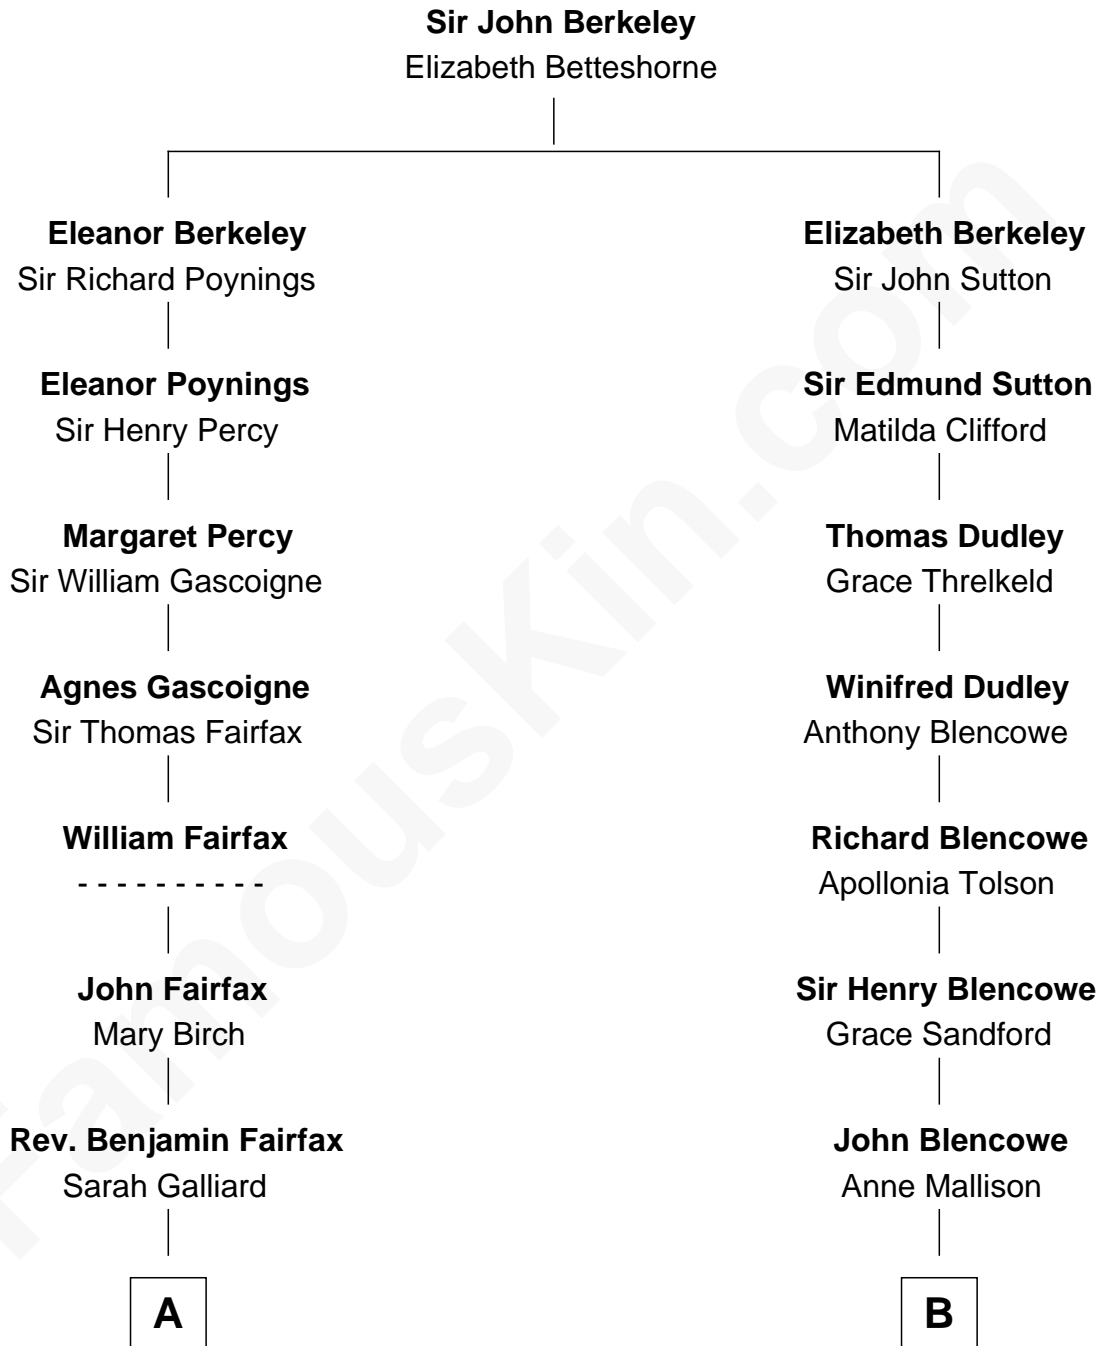 Sir John Berkeley
Elizabeth Betteshorne
Eleanor Berkeley
Sir Richard Poynings
Elizabeth Berkeley
Sir John Sutton
Eleanor Poynings
Sir Henry Percy
Sir Edmund Sutton
Matilda Clifford
Margaret Percy
Sir William Gascoigne
Thomas Dudley
Grace Threlkeld
Agnes Gascoigne
Sir Thomas Fairfax
Winifred Dudley
Anthony Blencowe
William Fairfax
- - - - - - - - - -
Richard Blencowe
Apollonia Tolson
John Fairfax
Mary Birch
Sir Henry Blencowe
Grace Sandford
Rev. Benjamin Fairfax
Sarah Galliard
John Blencowe
Anne Mallison
A
B
FamousKin.com